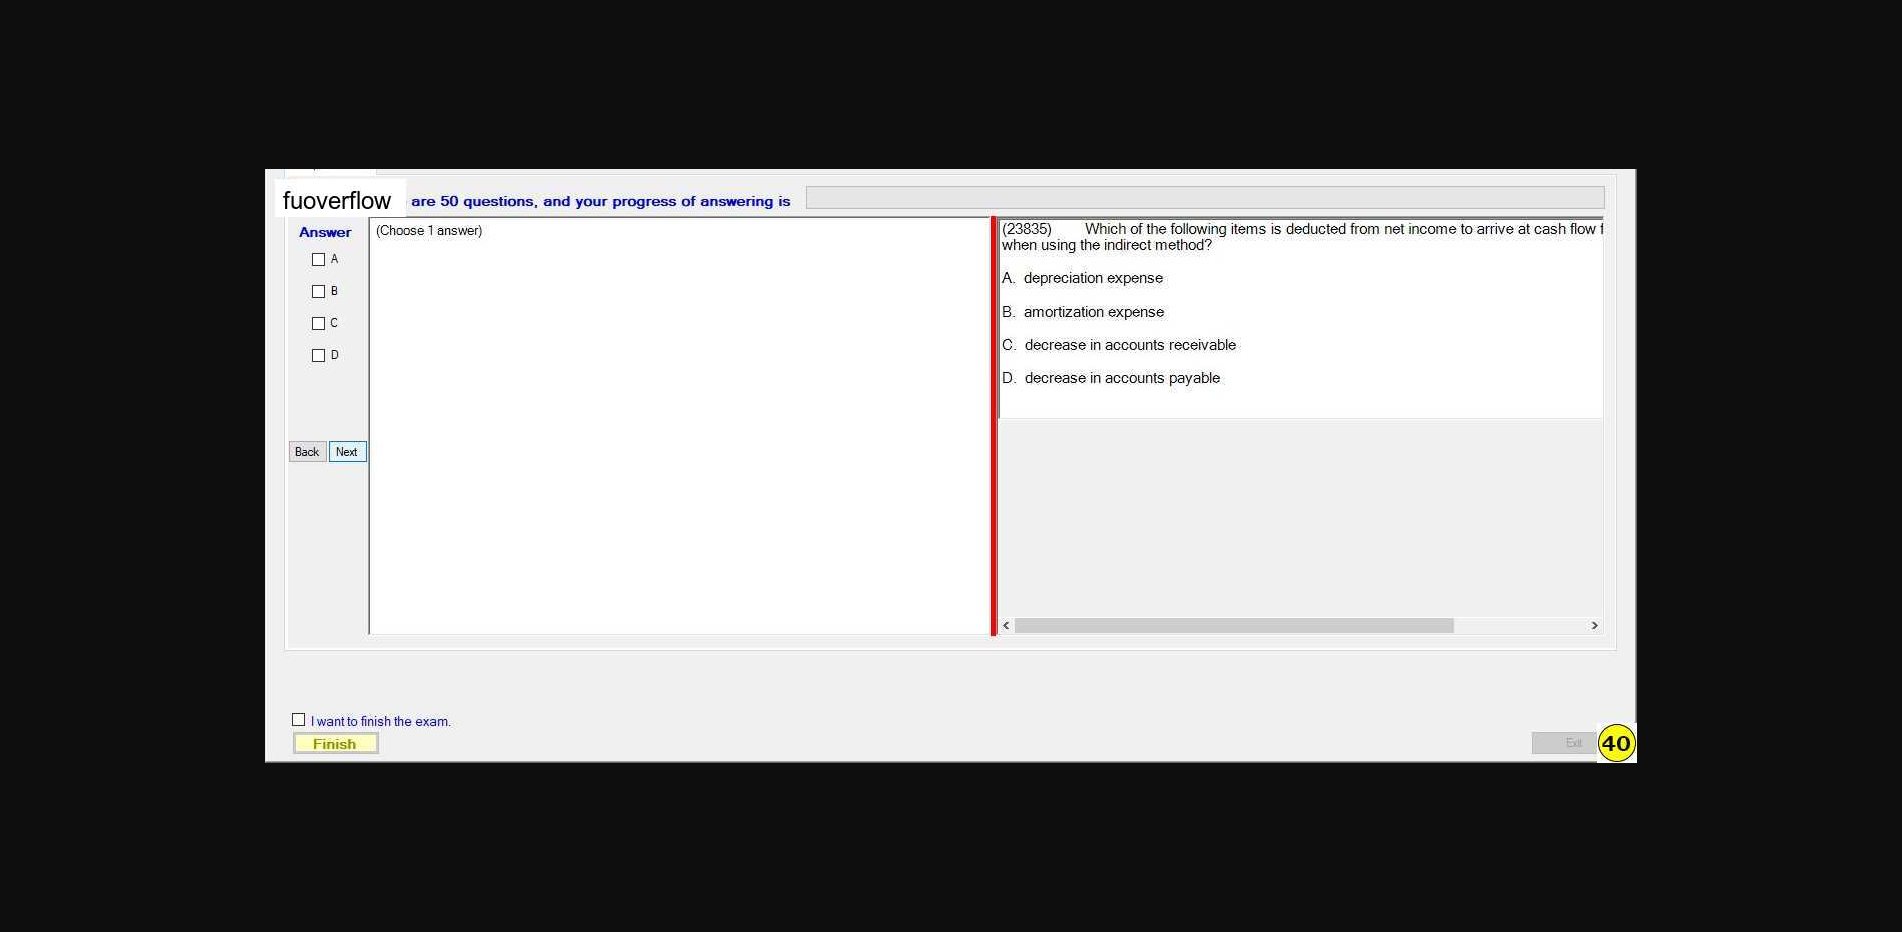 fuoverflow are 50 questions, and your progress of answering is
Answer
A
B
C
D
Back Next
(Choose 1 answer)
(23835) Which of the following items is deducted from net income to arrive at cash flow
when using the indirect method?
A. depreciation expense
B. amortization expense
C. decrease in accounts receivable
D. decrease in accounts payable
I want to finish the exam.
Finish
Exit
40